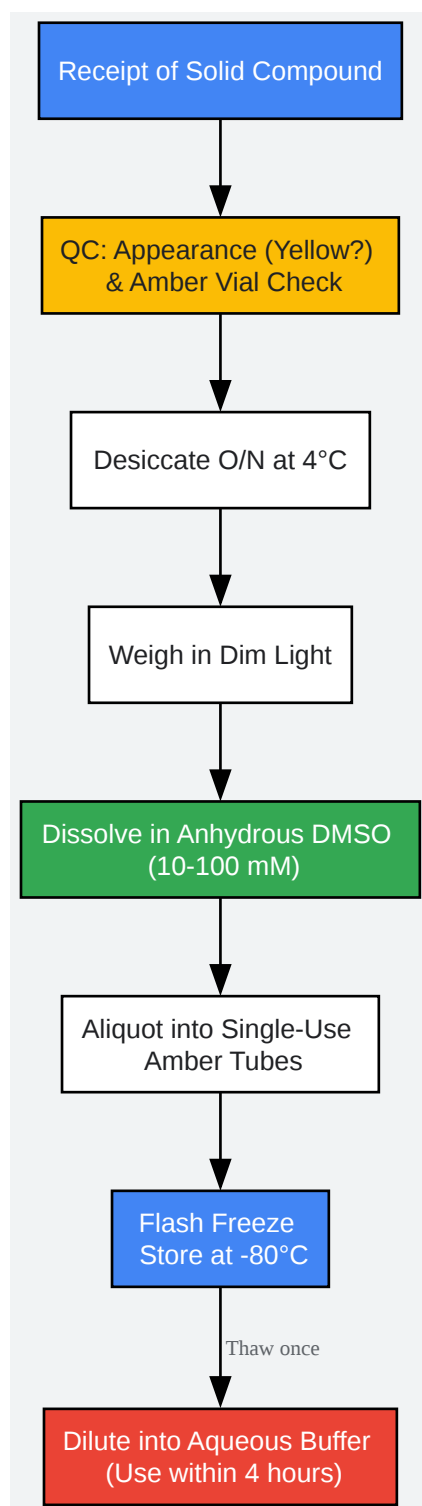 Receipt of Solid Compound
QC: Appearance (Yellow?)
& Amber Vial Check
Desiccate O/N at 4°C
Weigh in Dim Light
Dissolve in Anhydrous DMSO
(10-100 mM)
Aliquot into Single-Use
Amber Tubes
Flash Freeze
Store at -80°C
Thaw once
Dilute into Aqueous Buffer
(Use within 4 hours)